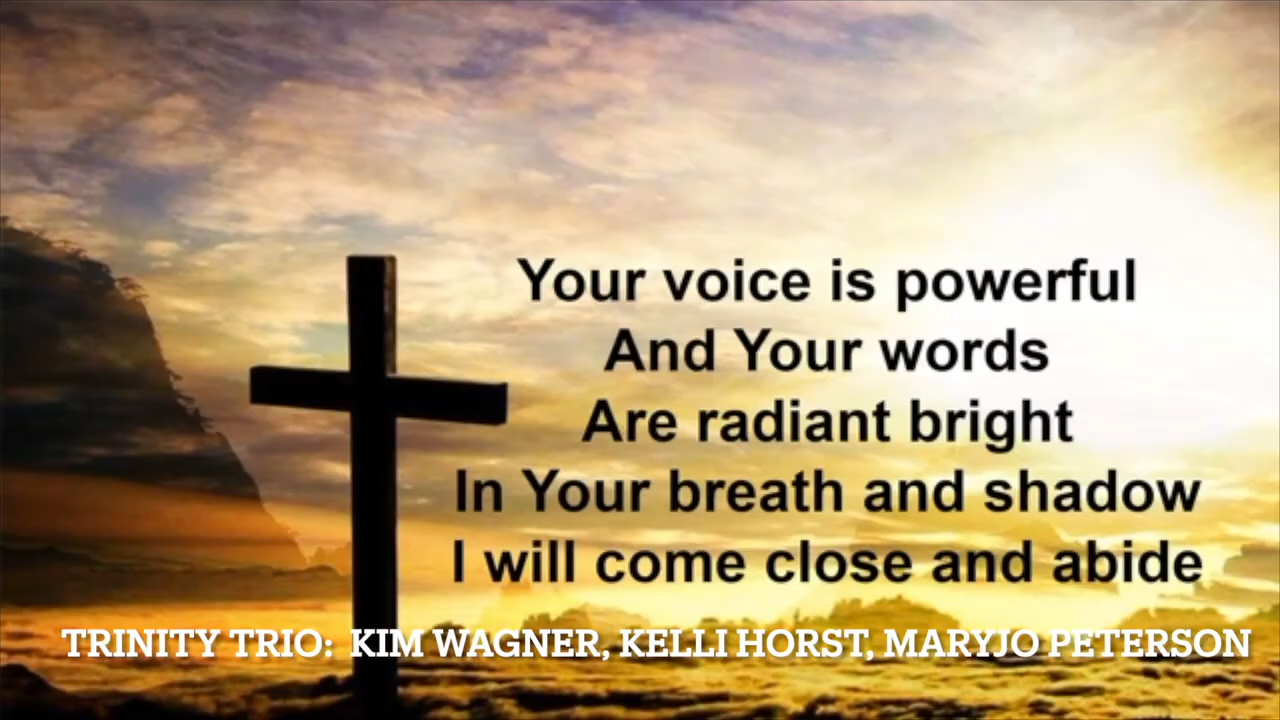 Your voice is powerful
And Your words
Are radiant bright
In Your breath and shadow
I will come close and abide
TRINITY TRIO: KIM WAGNER, KELLI HORST, MARYJO PETERSON